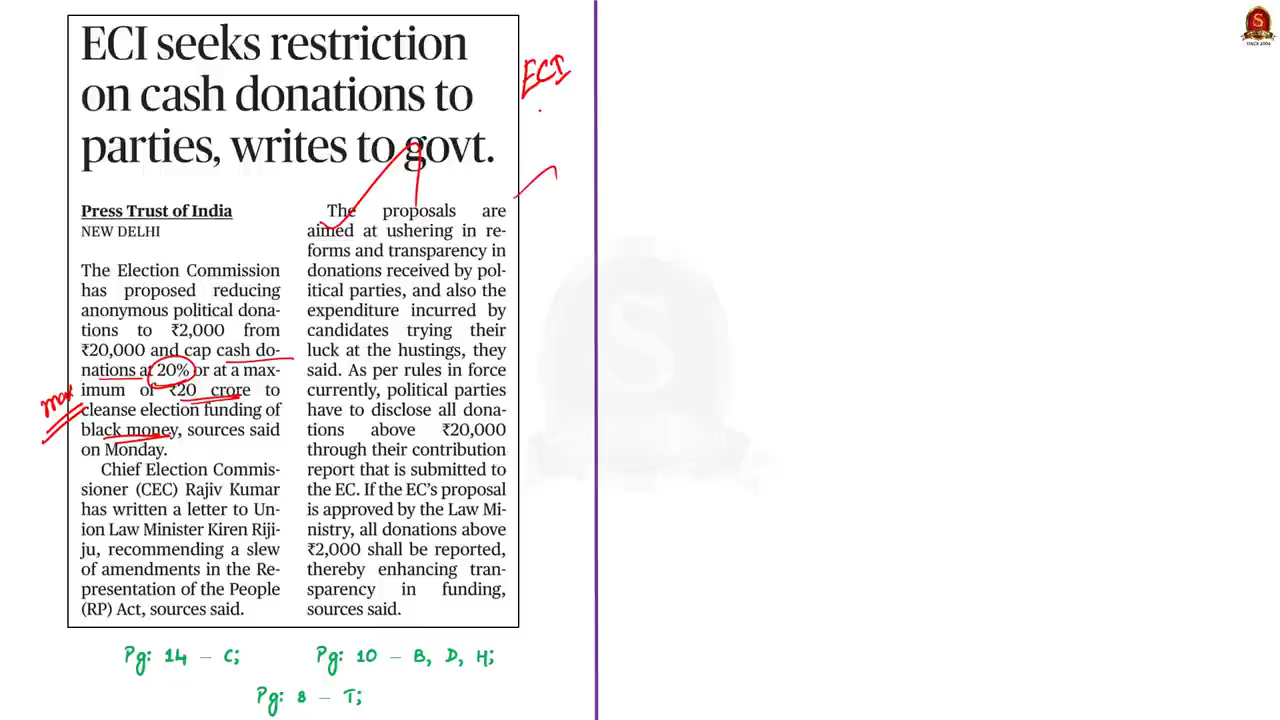 ECI seeks restriction
on cash donations to
parties, writes to govt.
ECI
Press Trust of India
NEW DELHI
The Election Commission
has proposed reducing
anonymous political dona-
tions to ₹2,000 from
₹20,000 and cap cash do-
nations at 20% or at a max-
imum of ₹20 crore to
cleanse election funding of
black money, sources said
on Monday.
Chief Election Commis-
sioner (CEC) Rajiv Kumar
has written a letter to Un-
ion Law Minister Kiren Riji-
ju, recommending a slew
of amendments in the Re-
presentation of the People
(RP) Act, sources said.
max
The proposals are
aimed at ushering in re-
forms and transparency in
donations received by pol-
itical parties, and also the
expenditure incurred by
candidates trying their
luck at the hustings, they
said. As per rules in force
currently, political parties
have to disclose all dona-
tions above ₹20,000
through their contribution
report that is submitted to
the EC. If the EC's proposal
is approved by the Law Mi-
nistry, all donations above
₹2,000 shall be reported,
thereby enhancing tran-
sparency in funding,
sources said.
Pg: 14 – C;
Pg: 10 – B, D, H;
Pg: 8 – T;
S
SINCE 2004